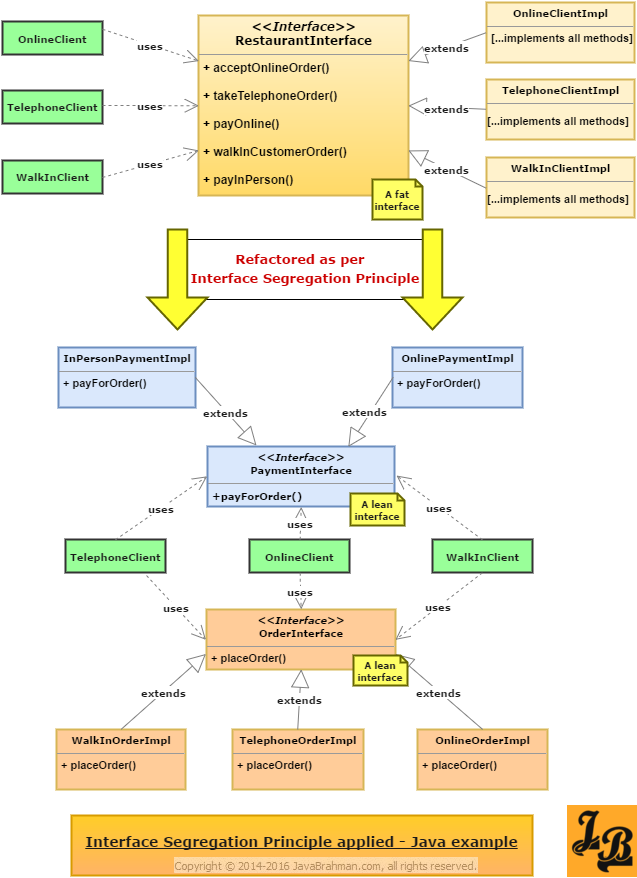 OnlineClient
TelephoneClient
WalkInClient
uses
uses
uses
<<Interface>>
RestaurantInterface
+ acceptOnlineOrder()
+ takeTelephoneOrder()
+ payOnline()
+ walkInCustomerOrder()
+ payInPerson()
A fat
interface
extends
extends
extends
OnlineClientImpl
[...implements all methods]
TelephoneClientImpl
[...implements all methods]
WalkInClientImpl
[...implements all methods]
Refactored as per
Interface Segregation Principle
InPersonPaymentImpl
+ payForOrder()
OnlinePaymentImpl
+ payForOrder()
extends
extends
<<Interface>>
PaymentInterface
+payForOrder()
A lean
interface
uses
uses
uses
TelephoneClient
OnlineClient
WalkInClient
uses
uses
uses
<<Interface>>
OrderInterface
+ placeOrder()
A lean
interface
extends
extends
extends
WalkInOrderImpl
+ placeOrder()
TelephoneOrderImpl
+ placeOrder()
OnlineOrderImpl
+ placeOrder()
Interface Segregation Principle applied - Java example
Copyright © 2014-2016 JavaBrahman.com, all rights reserved.
JB